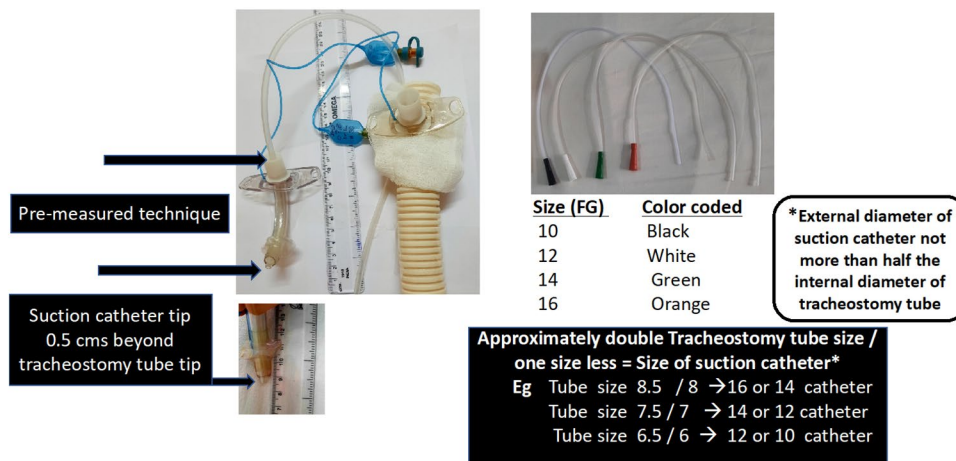 Pre-measured technique
Suction catheter tip
0.5 cms beyond
tracheostomy tube tip
Size (FG) Color coded
10 Black
12 White
14 Green
16 Orange
*External diameter of
suction catheter not
more than half the
internal diameter of
tracheostomy tube
Approximately double Tracheostomy tube size /
one size less = Size of suction catheter*
Eg Tube size 8.5 / 8 → 16 or 14 catheter
Tube size 7.5 / 7 → 14 or 12 catheter
Tube size 6.5 / 6 → 12 or 10 catheter
OMEGA